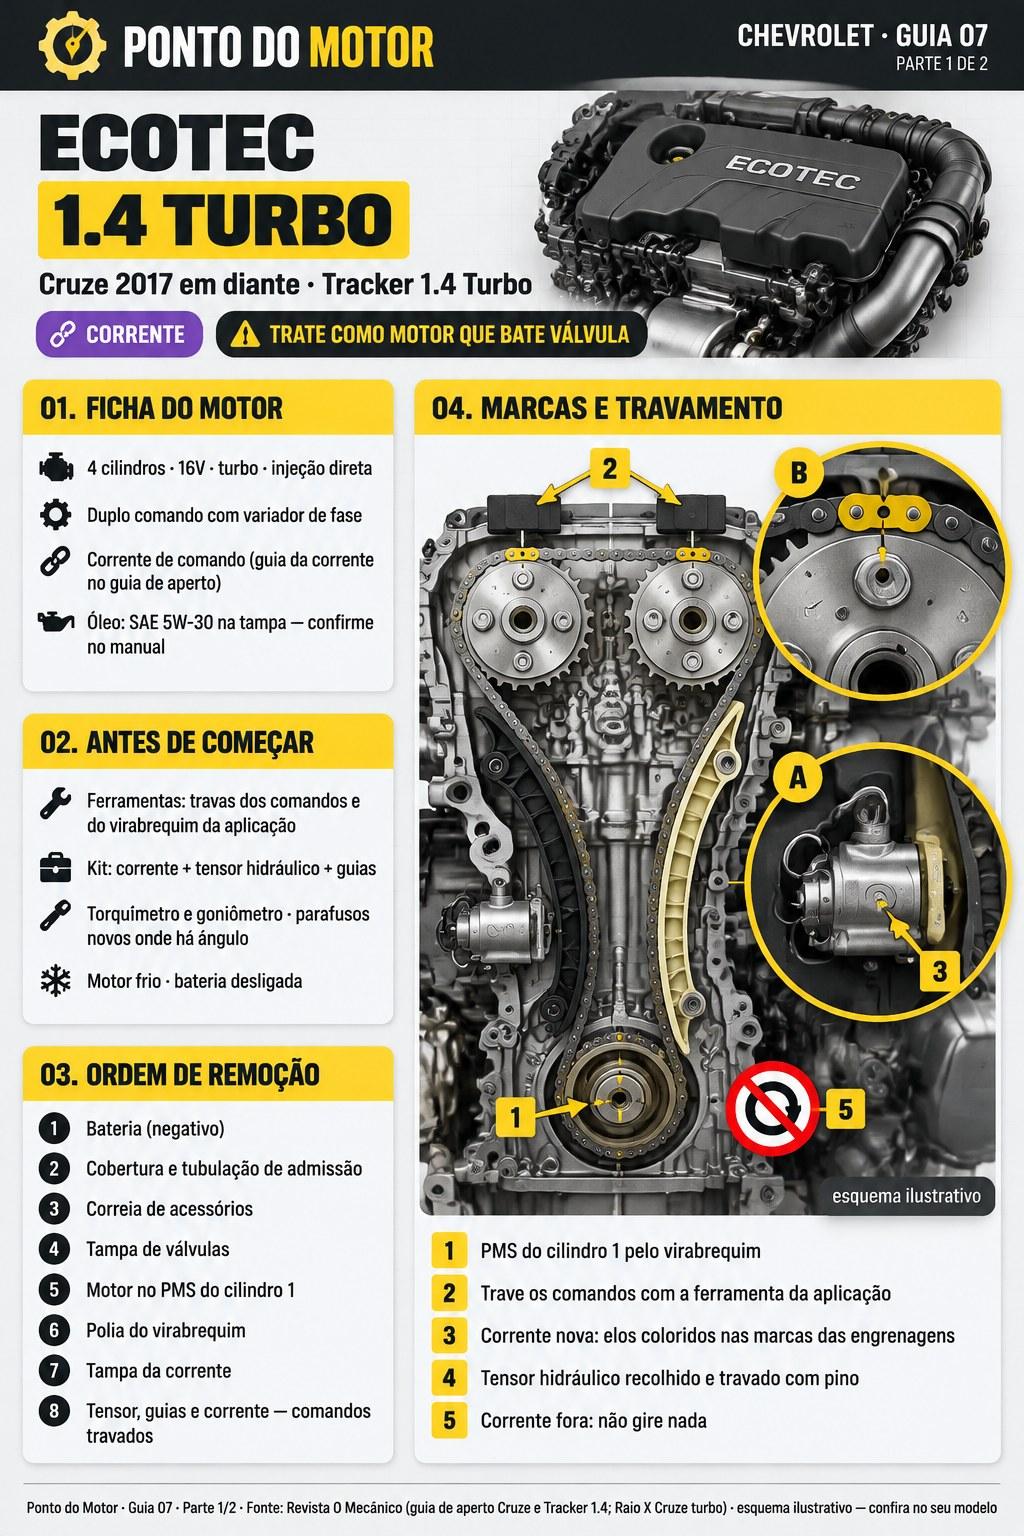 PONTO DO MOTOR
CHEVROLET · GUIA 07
PARTE 1 DE 2
ECOTEC
1.4 TURBO
Cruze 2017 em diante · Tracker 1.4 Turbo
CORRENTE
TRATE COMO MOTOR QUE BATE VÁLVULA
ECOTEC
01. FICHA DO MOTOR
4 cilindros · 16V · turbo · injeção direta
Duplo comando com variador de fase
Corrente de comando (guia da corrente
no guia de aperto)
Óleo: SAE 5W-30 na tampa — confirme
no manual
02. ANTES DE COMEÇAR
Ferramentas: travas dos comandos e
do virabrequim da aplicação
Kit: corrente + tensor hidráulico + guias
Torquímetro e goniômetro · parafusos
novos onde há ângulo
Motor frio · bateria desligada
03. ORDEM DE REMOÇÃO
1 Bateria (negativo)
2 Cobertura e tubulação de admissão
3 Correia de acessórios
4 Tampa de válvulas
5 Motor no PMS do cilindro 1
6 Polia do virabrequim
7 Tampa da corrente
8 Tensor, guias e corrente — comandos
travados
04. MARCAS E TRAVAMENTO
2
B
A
3
1
5
esquema ilustrativo
1 PMS do cilindro 1 pelo virabrequim
2 Trave os comandos com a ferramenta da aplicação
3 Corrente nova: elos coloridos nas marcas das engrenagens
4 Tensor hidráulico recolhido e travado com pino
5 Corrente fora: não gire nada
Ponto do Motor · Guia 07 · Parte 1/2 · Fonte: Revista O Mecánico (guia de aperto Cruze e Tracker 1.4; Raio X Cruze turbo) · esquema ilustrativo — confira no seu modelo